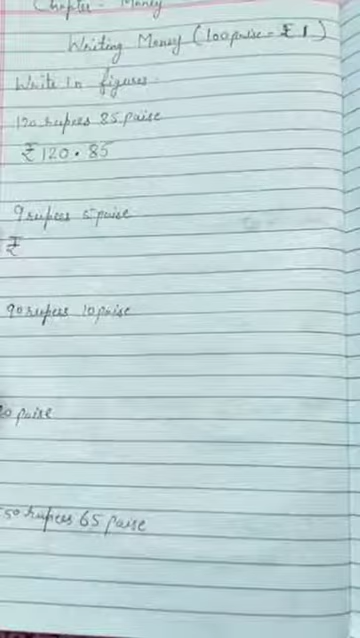 Chapter - Money
Writing Money (100 paise = ₹ 1)
Write in figures.
120 rupees 85 paise
₹ 120.85
9 rupees 5 paise
₹
90 rupees 10 paise
0 paise
50 rupees 65 paise